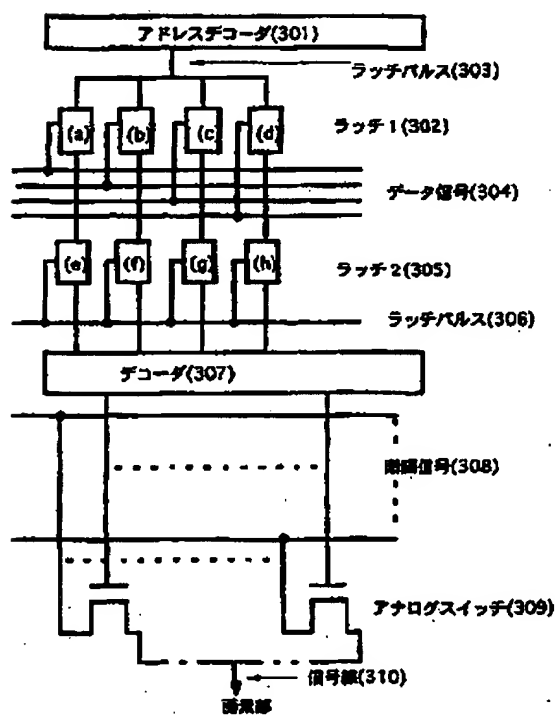 アドレスデコーダ(301)
ラッチパルス(303)
(a)
(b)
(c)
(d)
ラッチ1(302)
データ信号(304)
(e)
(f)
(g)
(h)
ラッチ2(305)
ラッチパルス(306)
デコーダ(307)
階調信号(308)
アナログスイッチ(309)
信号線(310)
画素部